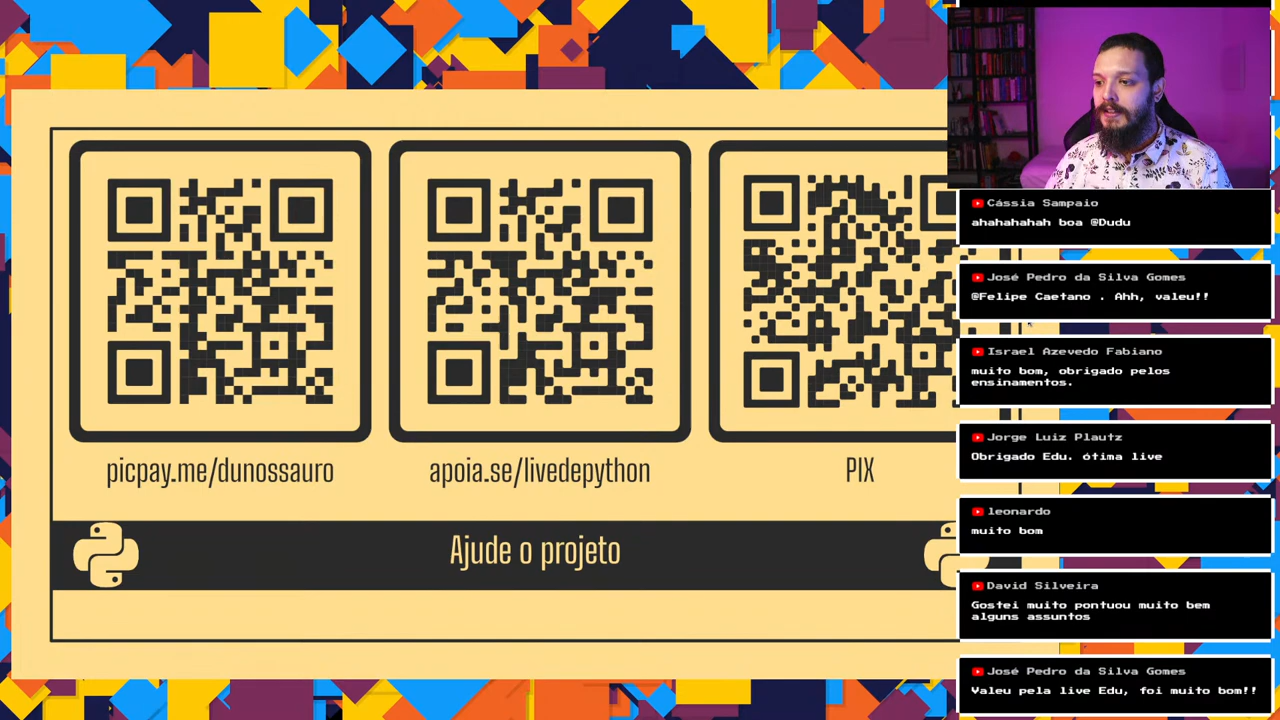 picpay.me/dunossauro
apoia.se/livedepython
PIX
Ajude o projeto
Cássia Sampaio
ahahahahah boa @Dudu
José Pedro da Silva Gomes
@Felipe Caetano . Ahh, valeu!!
Israel Azevedo Fabiano
muito bom, obrigado pelos
ensinamentos.
Jorge Luiz Plautz
Obrigado Edu. ótima live
leonardo
muito bom
David Silveira
Gostei muito pontuou muito bem
alguns assuntos
José Pedro da Silva Gomes
Valeu pela live Edu, foi muito bom!!